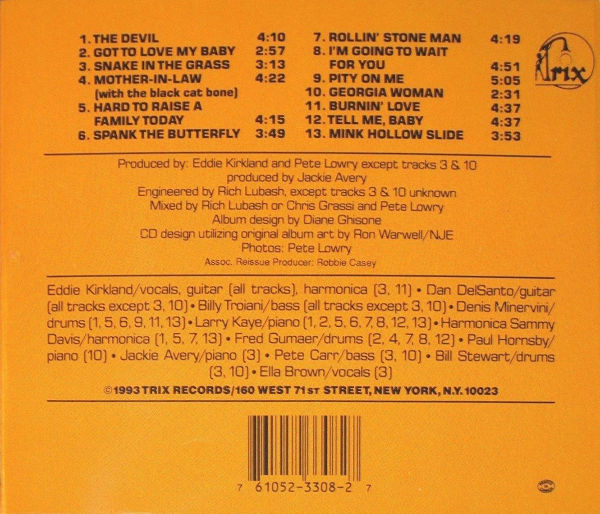 1. THE DEVIL 4:10
2. GOT TO LOVE MY BABY 2:57
3. SNAKE IN THE GRASS 3:13
4. MOTHER-IN-LAW 4:22
(with the black cat bone)
5. HARD TO RAISE A
FAMILY TODAY 4:15
6. SPANK THE BUTTERFLY 3:49
7. ROLLIN' STONE MAN 4:19
8. I'M GOING TO WAIT
FOR YOU 4:51
9. PITY ON ME 5:05
10. GEORGIA WOMAN 2:31
11. BURNIN' LOVE 4:37
12. TELL ME, BABY 4:37
13. MINK HOLLOW SLIDE 3:53
Trix
Produced by: Eddie Kirkland and Pete Lowry except tracks 3 & 10
produced by Jackie Avery
Engineered by Rich Lubash, except tracks 3 & 10 unknown
Mixed by Rich Lubash or Chris Grassi and Pete Lowry
Album design by Diane Ghisone
CD design utilizing original album art by Ron Warwell/NJE
Photos: Pete Lowry
Assoc. Reissue Producer: Robbie Casey
Eddie Kirkland/vocals, guitar (all tracks), harmonica (3, 11) • Dan DelSanto/guitar
(all tracks except 3, 10) • Billy Troiani/bass (all tracks except 3, 10) • Denis Minervini/
drums (1, 5, 6, 9, 11, 13) • Larry Kaye/piano (1, 2, 5, 6, 7, 8, 12, 13) • Harmonica Sammy
Davis/harmonica (1, 5, 7, 13) • Fred Gumaer/drums (2, 4, 7, 8, 12) • Paul Hornsby/
piano (10) • Jackie Avery/piano (3) • Pete Carr/bass (3, 10) • Bill Stewart/drums
(3, 10) • Ella Brown/vocals (3)
©1993 TRIX RECORDS/160 WEST 71ST STREET, NEW YORK, N.Y. 10023
7 61052-3308-2 7